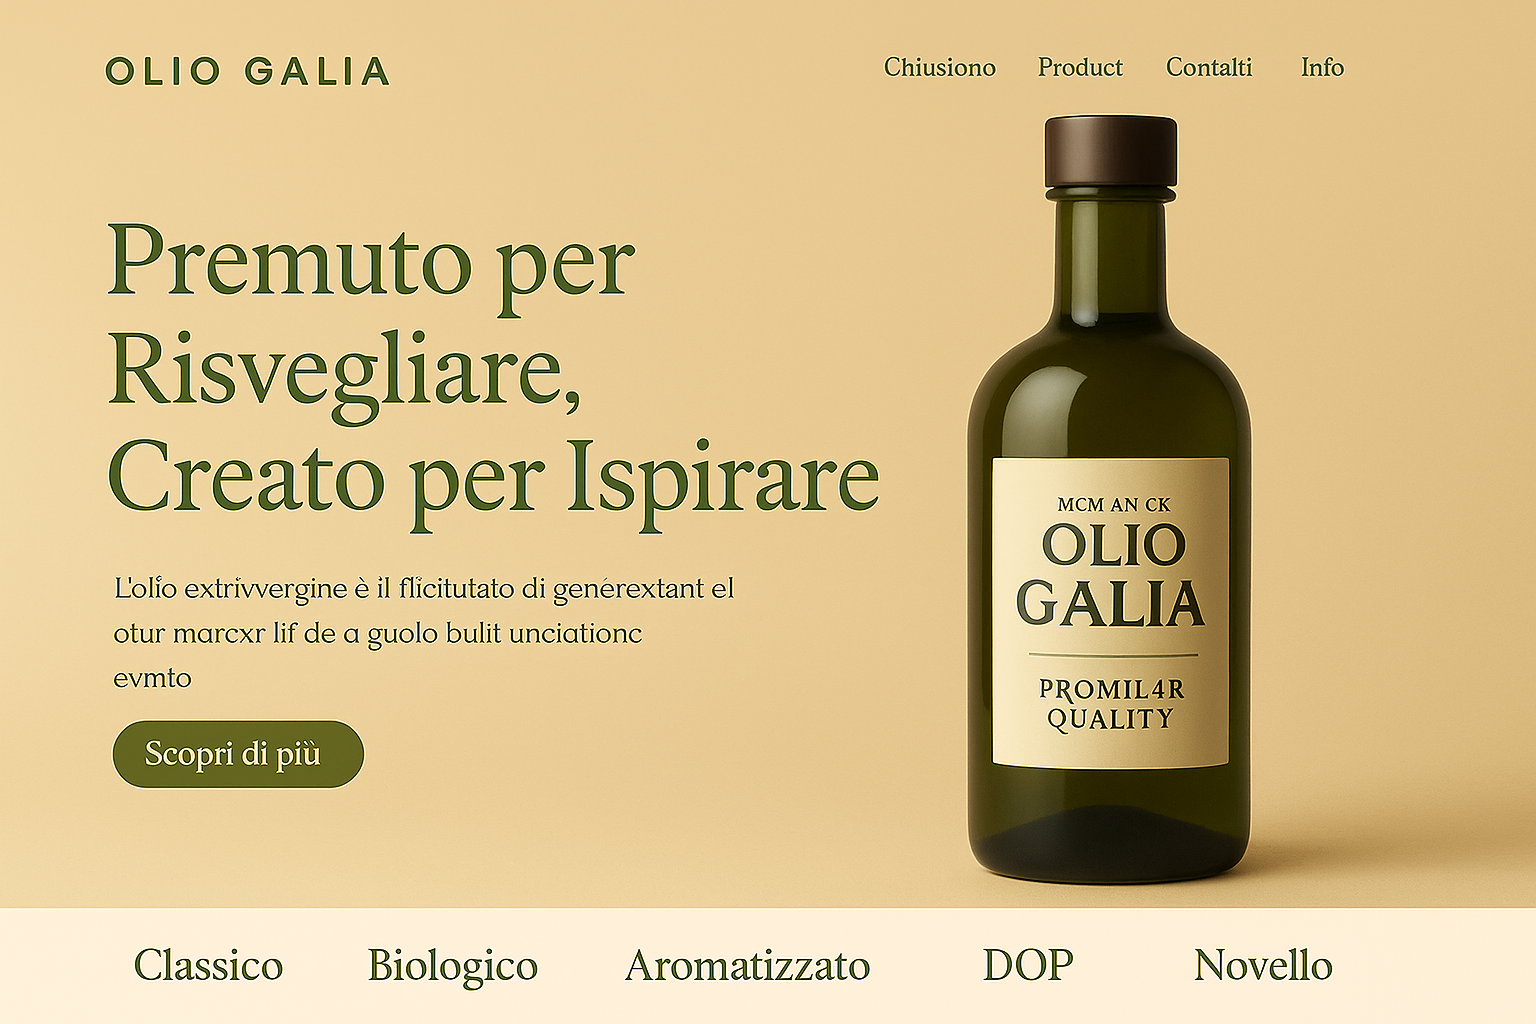 OLIO GALIA
Chiusiono Product Contalti Info
Premuto per
Risvegliare,
Creato per Ispirare
L'olio extrivvergine è il flicitutato di generextant el
otur marcxr lif de a guolo bulit unciationc
evmto
Scopri di più
MCM AN CK
OLIO
GALIA
PROMIL4R
QUALITY
Classico Biologico Aromatizzato DOP Novello